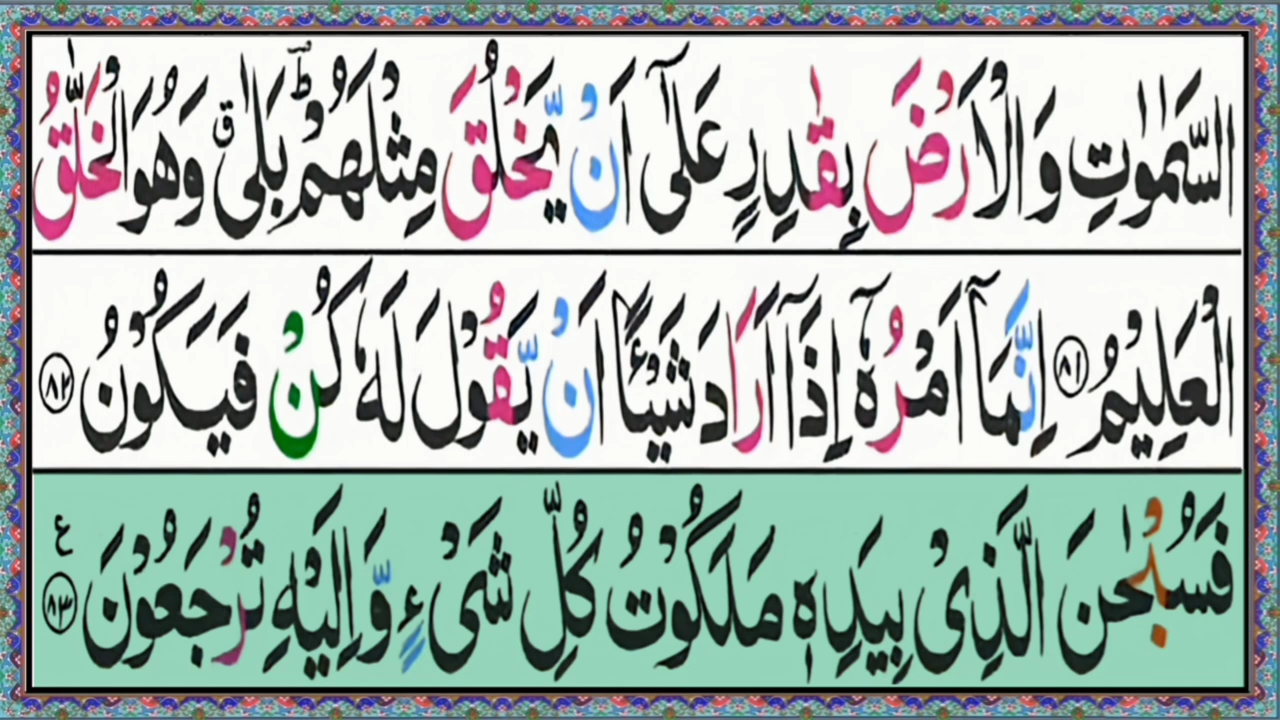 السَّمٰوٰتِ وَ الْاَرْضَ بِقٰدِرٍ عَلٰۤى اَنْ یَّخْلُقَ مِثْلَهُمْؕ بَلٰىۗ وَهُوَ الْخَلّٰقُ
الْعَلِیْمُ ۝۸۱ اِنَّمَاۤ اَمْرُهٗۤ اِذَاۤ اَرَادَ شَیْـًٔا اَنْ یَّقُوْلَ لَهٗ كُنْ فَیَكُوْنُ ۝۸۲
فَسُبْحٰنَ الَّذِیْ بِیَدِهٖ مَلَكُوْتُ كُلِّ شَیْءٍ وَّ اِلَیْهِ تُرْجَعُوْنَ ۝۸۳ ع